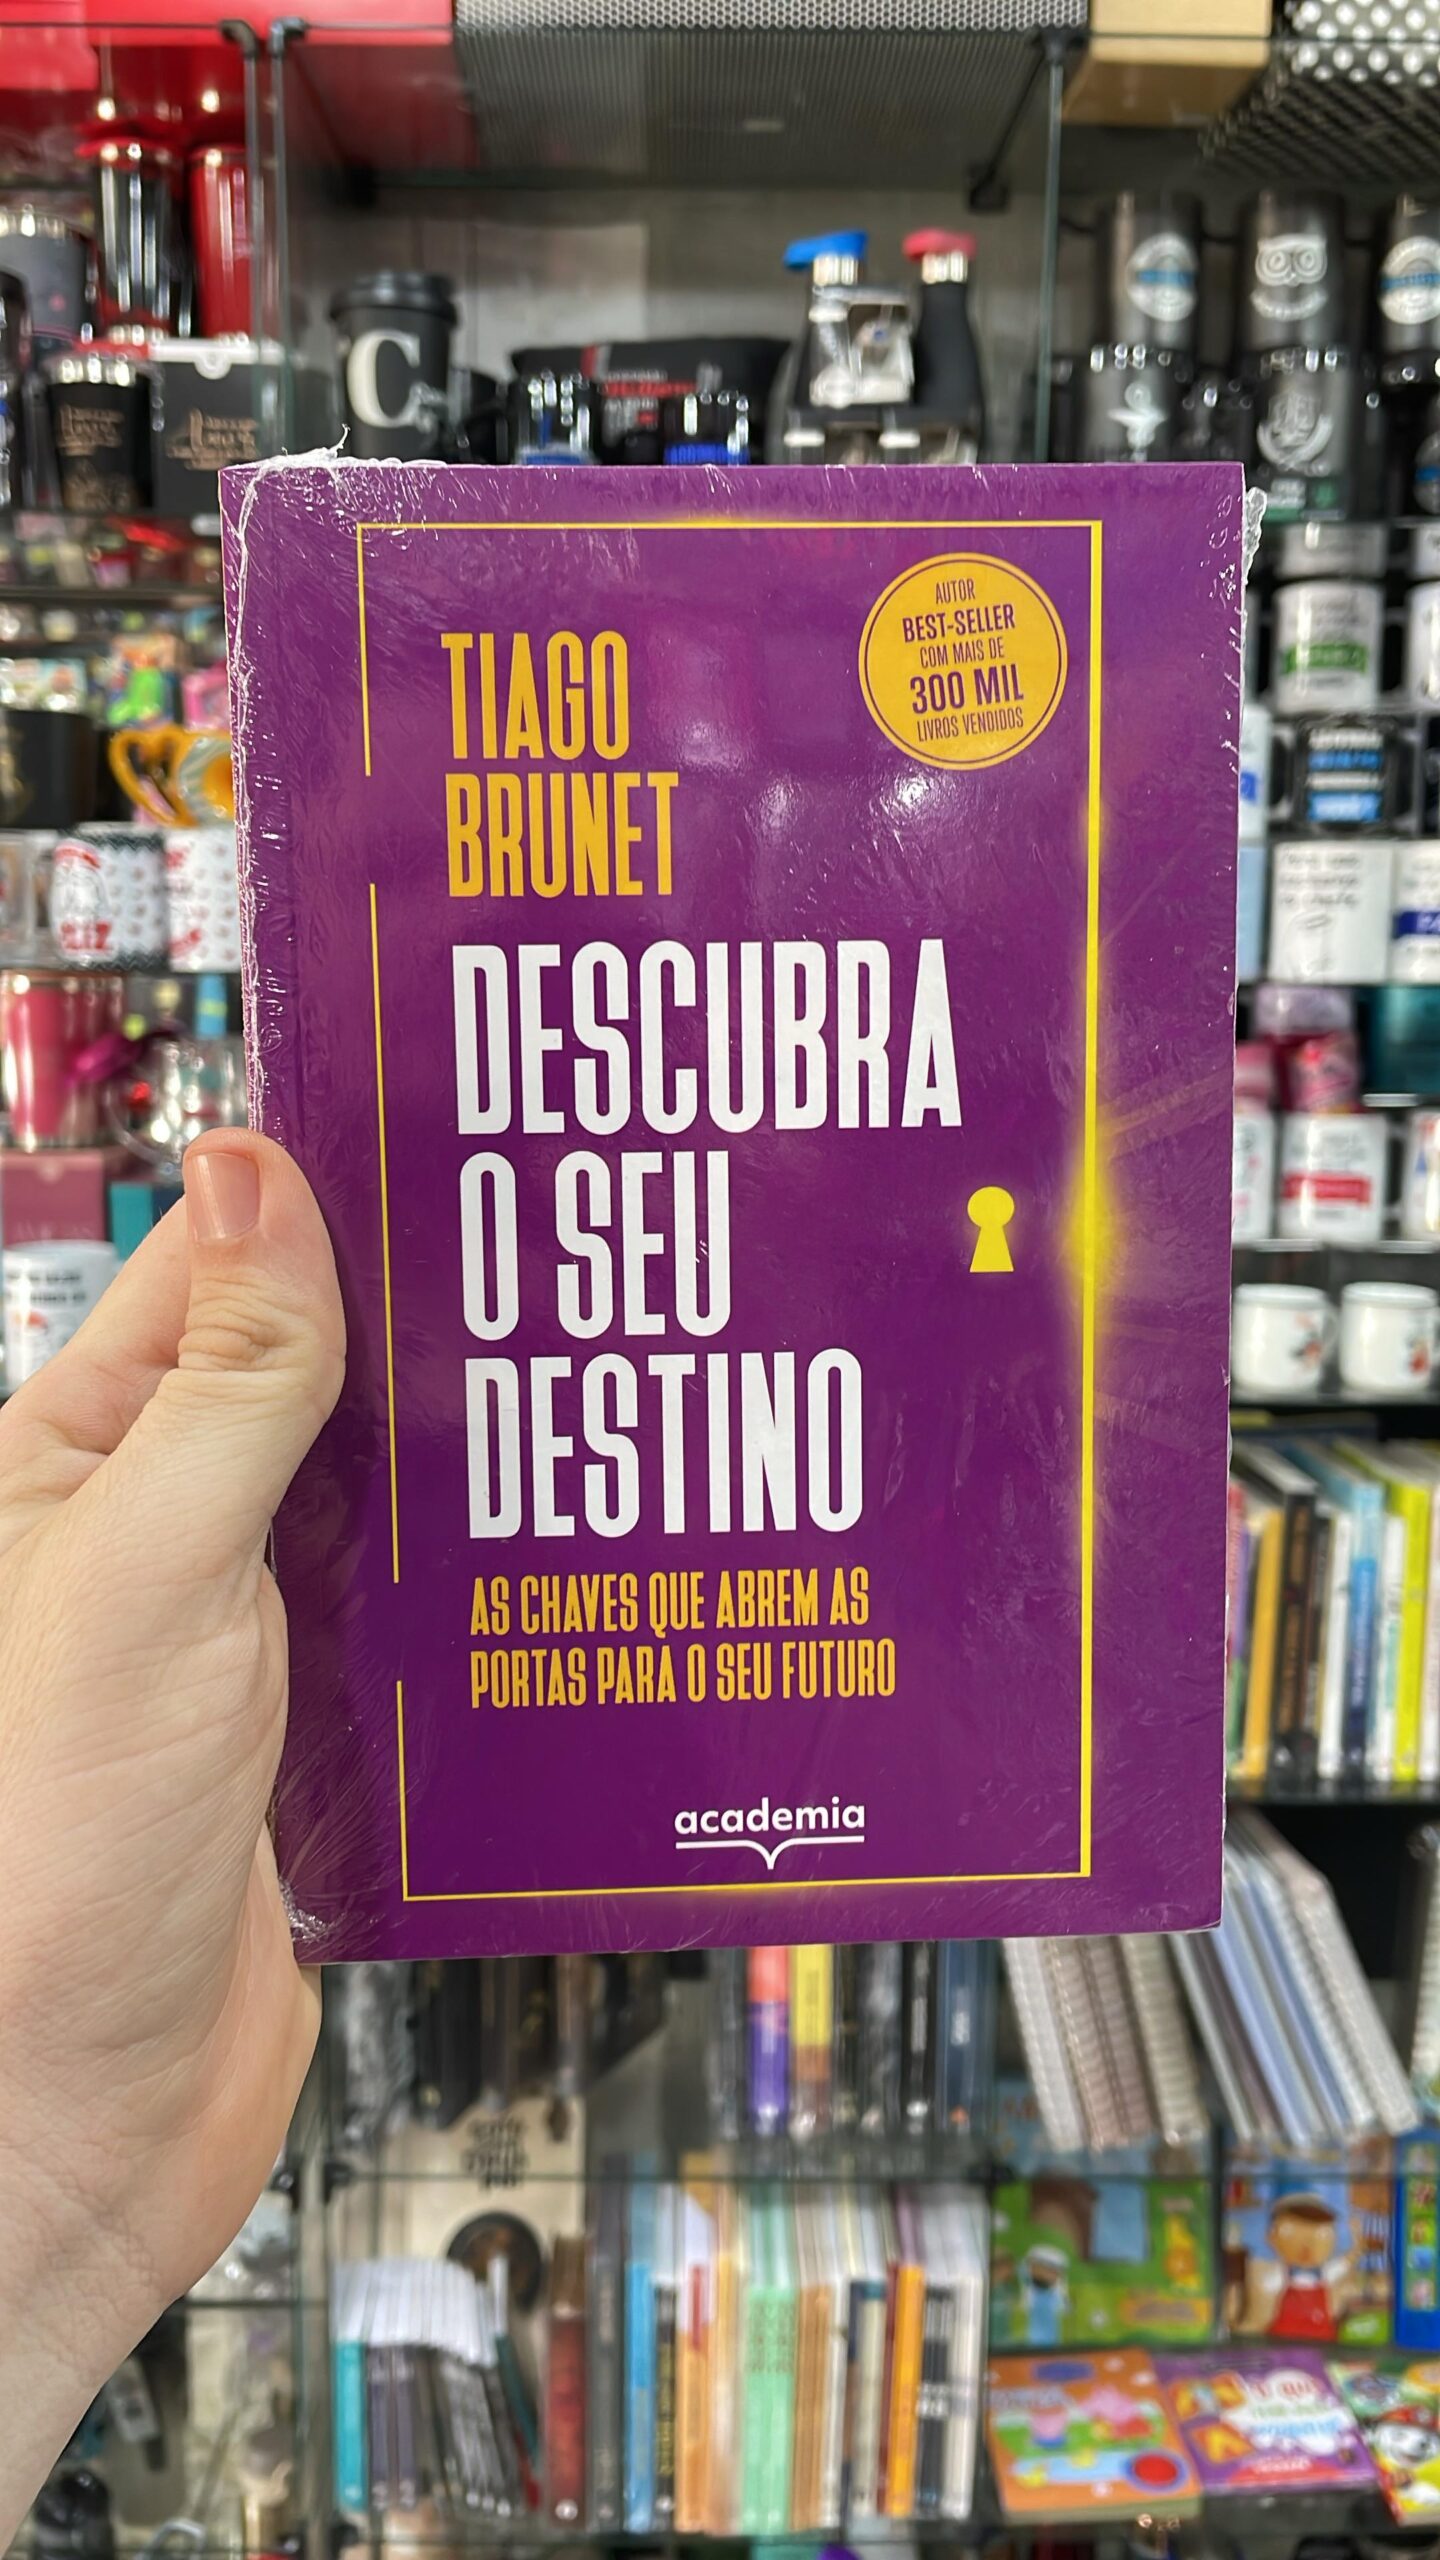 TIAGO
BRUNET
AUTOR
BEST-SELLER
COM MAIS DE
300 MIL
LIVROS VENDIDOS
DESCUBRA
O SEU
DESTINO
AS CHAVES QUE ABREM AS
PORTAS PARA O SEU FUTURO
academia